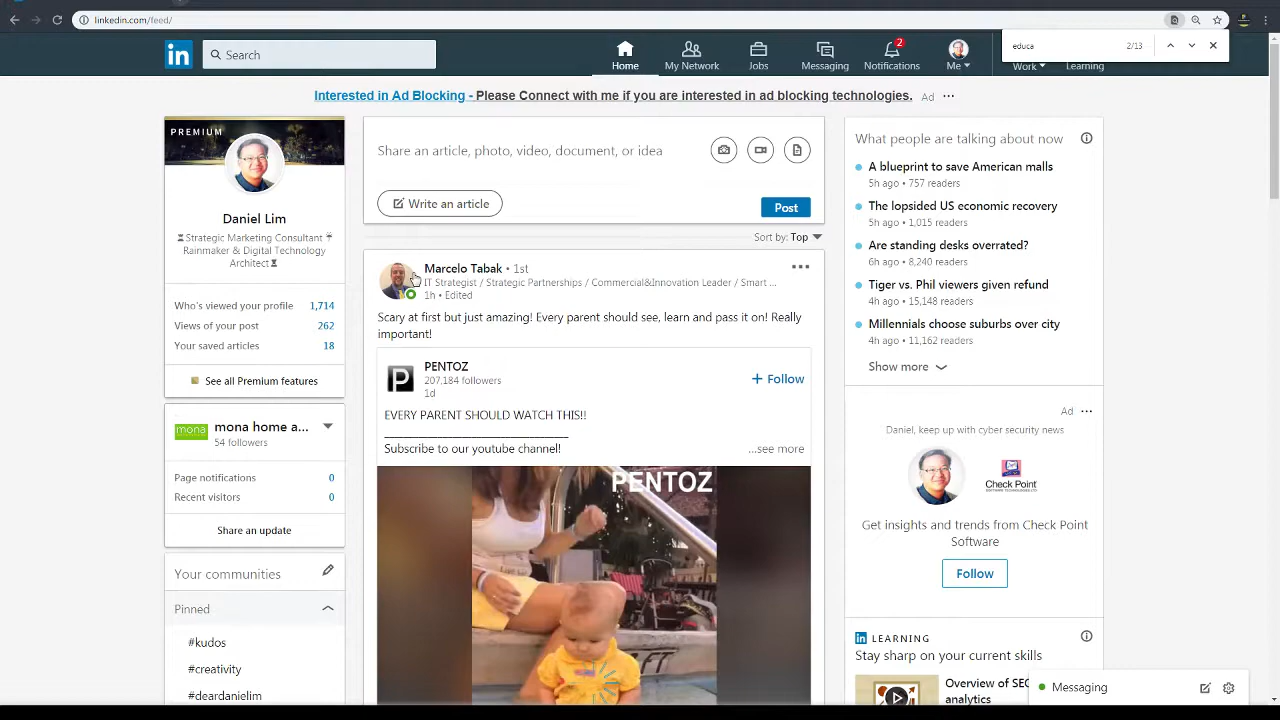 linkedin.com/feed/
educa
2/13
in
Search
Home
My Network
Jobs
Messaging
2
Notifications
Me
Work
Learning
Interested in Ad Blocking - Please Connect with me if you are interested in ad blocking technologies. Ad
PREMIUM
Daniel Lim
Strategic Marketing Consultant
Rainmaker & Digital Technology
Architect
Who's viewed your profile 1,714
Views of your post 262
Your saved articles 18
See all Premium features
mona
mona home a...
54 followers
Page notifications 0
Recent visitors 0
Share an update
Your communities
Pinned
#kudos
#creativity
#deardanielim
Share an article, photo, video, document, or idea
Write an article
Post
Sort by: Top
Marcelo Tabak • 1st
IT Strategist / Strategic Partnerships / Commercial&Innovation Leader / Smart ...
1h • Edited
Scary at first but just amazing! Every parent should see, learn and pass it on! Really
important!
P
PENTOZ
207,184 followers
1d
+ Follow
EVERY PARENT SHOULD WATCH THIS!!
Subscribe to our youtube channel!
...see more
PENTOZ
What people are talking about now
A blueprint to save American malls
5h ago • 757 readers
The lopsided US economic recovery
5h ago • 1,015 readers
Are standing desks overrated?
6h ago • 8,240 readers
Tiger vs. Phil viewers given refund
4h ago • 15,148 readers
Millennials choose suburbs over city
4h ago • 11,162 readers
Show more
Ad
Daniel, keep up with cyber security news
Check Point
Get insights and trends from Check Point
Software
Follow
in LEARNING
Stay sharp on your current skills
Overview of SEO
analytics
Messaging